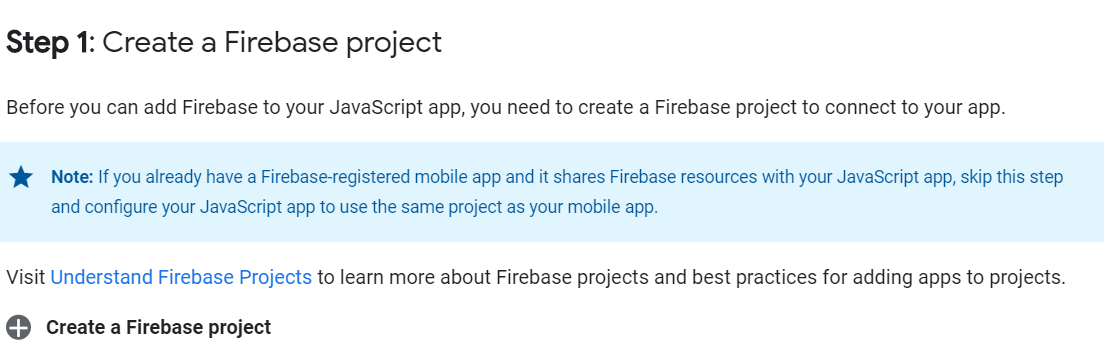 Step 1: Create a Firebase project
Before you can add Firebase to your JavaScript app, you need to create a Firebase project to connect to your app.
Note: If you already have a Firebase-registered mobile app and it shares Firebase resources with your JavaScript app, skip this step
and configure your JavaScript app to use the same project as your mobile app.
Visit Understand Firebase Projects to learn more about Firebase projects and best practices for adding apps to projects.
Create a Firebase project